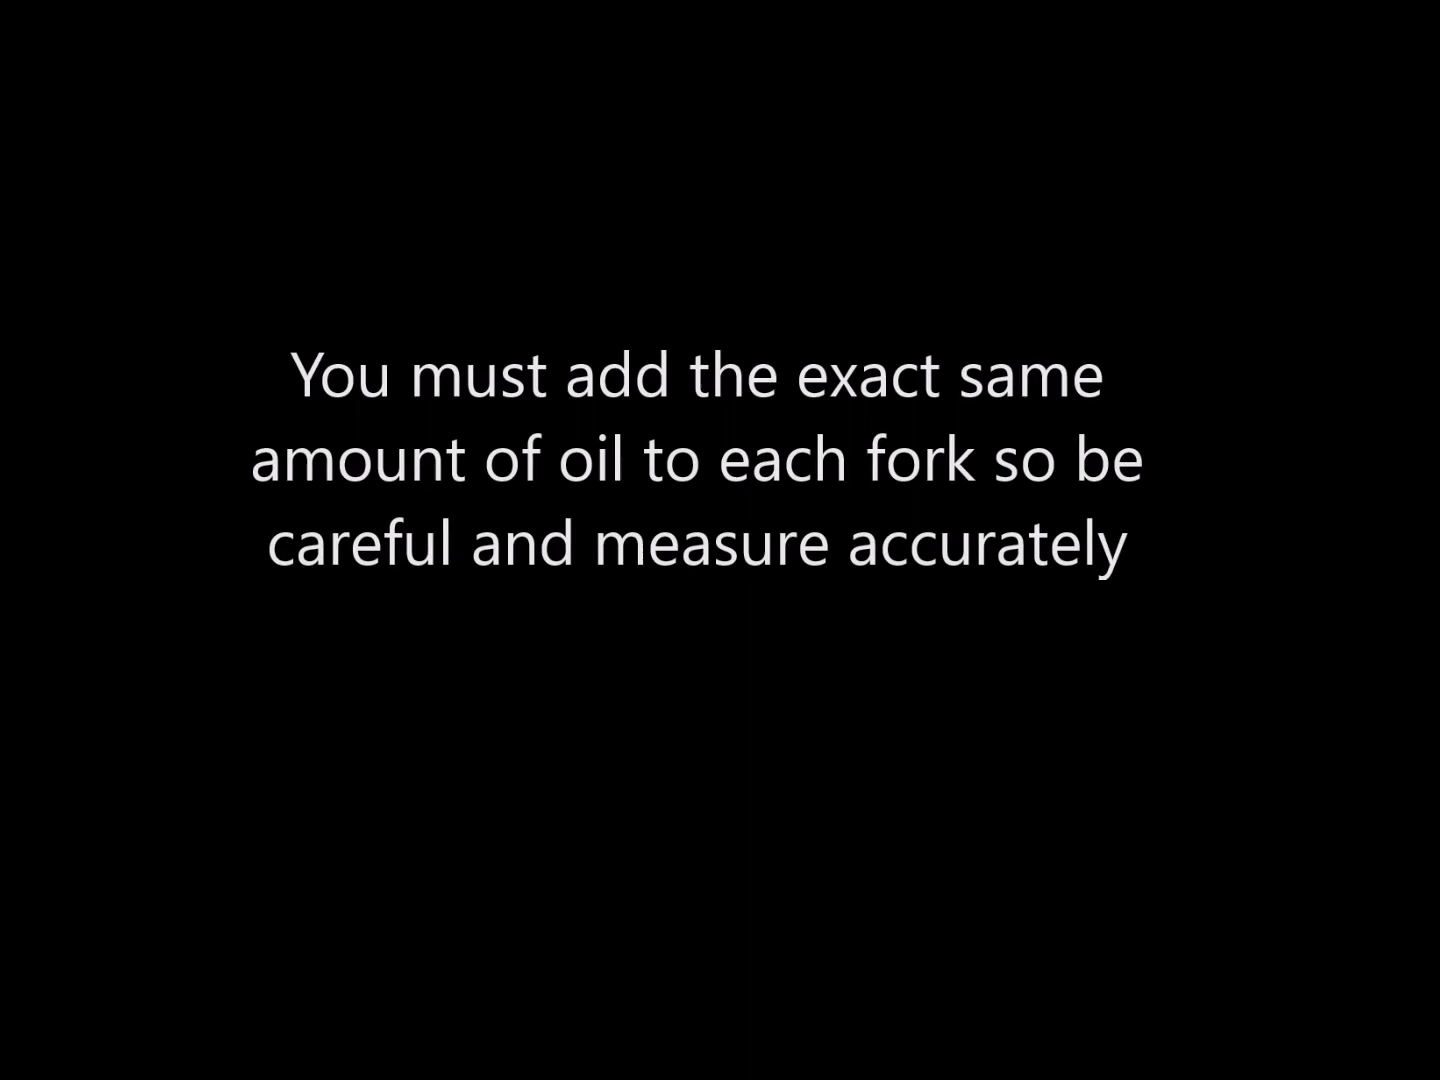 You must add the exact same
amount of oil to each fork so be
careful and measure accurately